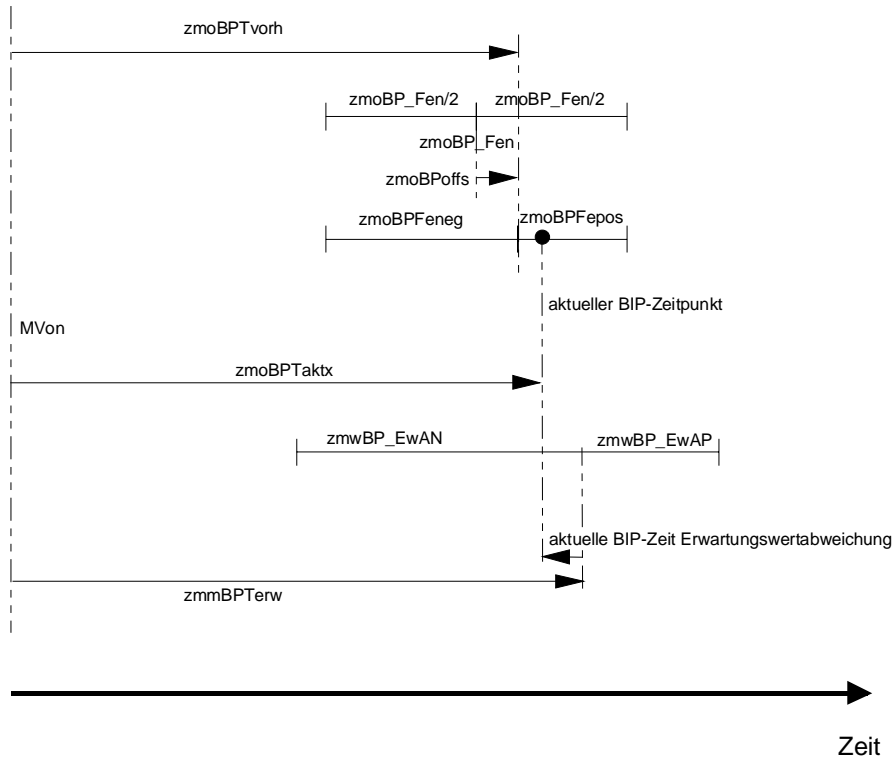 zmoBPTvorh
zmoBP_Fen/2 zmoBP_Fen/2
zmoBP_Fen
zmoBPoffs
zmoBPFeneg zmoBPFepos
aktueller BIP-Zeitpunkt
MVon
zmoBPTaktx
zmwBP_EwAN zmwBP_EwAP
aktuelle BIP-Zeit Erwartungswertabweichung
zmmBPTerw
Zeit